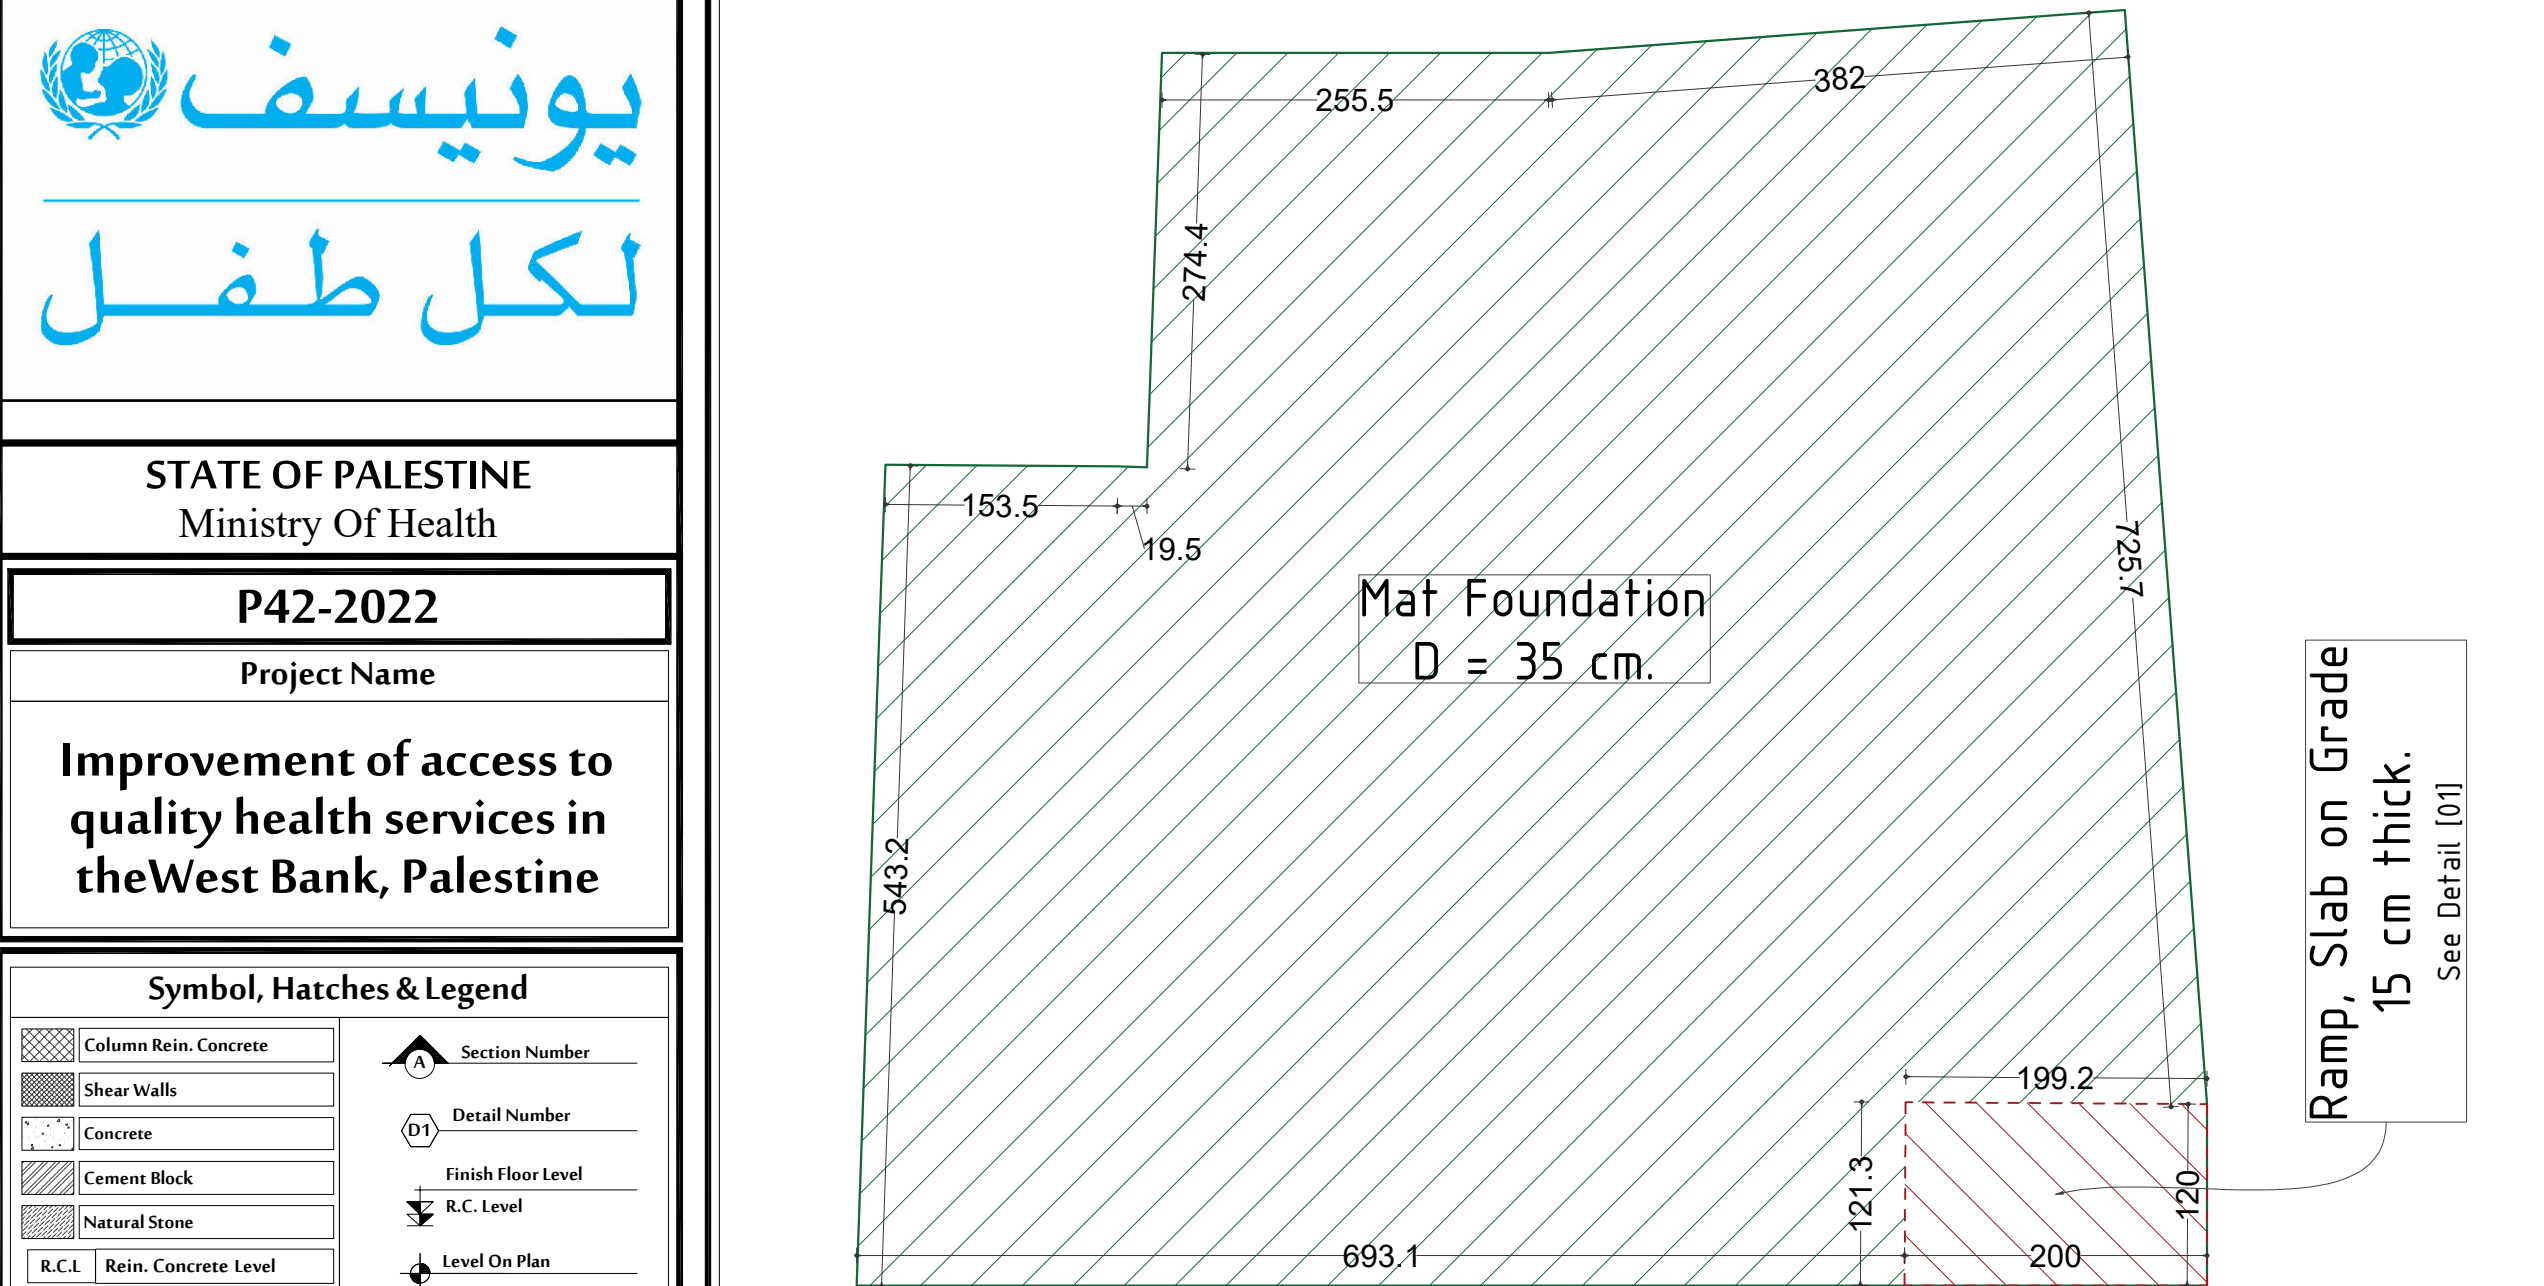 يونيسف
لكل طفل
STATE OF PALESTINE
Ministry Of Health
P42-2022
Project Name
Improvement of access to
quality health services in
theWest Bank, Palestine
Symbol, Hatches & Legend
Column Rein. Concrete
Shear Walls
Concrete
Cement Block
Natural Stone
R.C.L Rein. Concrete Level
A Section Number
D1 Detail Number
Finish Floor Level
R.C. Level
Level On Plan
255.5
382
274.4
153.5
19.5
725.7
Mat Foundation
D = 35 cm.
543.2
199.2
121.3
120
693.1
200
Ramp, Slab on Grade
15 cm thick.
See Detail [01]